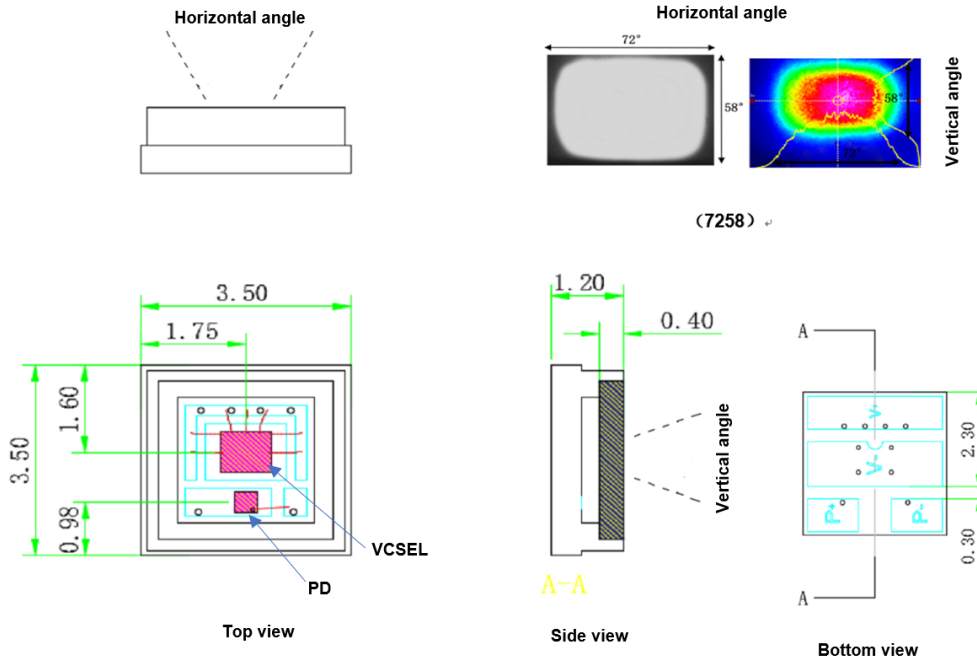 Horizontal angle
Horizontal angle
72°
58°
58°
72°
Vertical angle
（7258）
3.50
1.75
3.50
1.60
0.98
VCSEL
PD
Top view
1.20
0.40
Vertical angle
A-A
Side view
A
V-
P+
P-
2.30
0.30
A
Bottom view